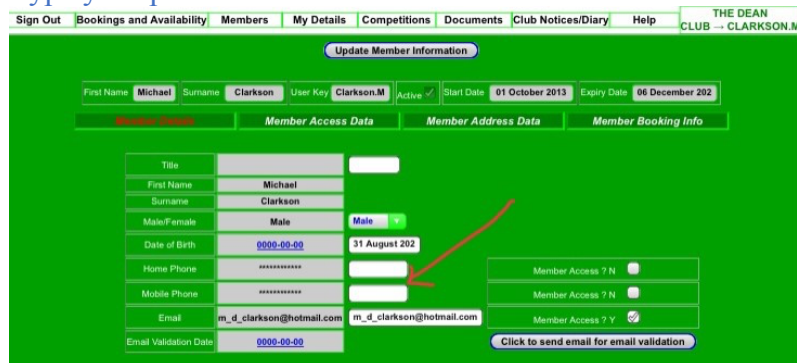 Sign Out Bookings and Availability Members My Details Competitions Documents Club Notices/Diary Help THE DEAN
CLUB → CLARKSON.M
Update Member Information
First Name Michael Surname Clarkson User Key Clarkson.M Active Start Date 01 October 2013 Expiry Date 06 December 202
Member Details Member Access Data Member Address Data Member Booking Info
Title
First Name Michael
Surname Clarkson
Male/Female Male Male
Date of Birth 0000-00-00 31 August 202
Home Phone ************ Member Access ? N
Mobile Phone ************ Member Access ? N
Email m_d_clarkson@hotmail.com m_d_clarkson@hotmail.com Member Access ? Y
Email Validation Date 0000-00-00 Click to send email for email validation